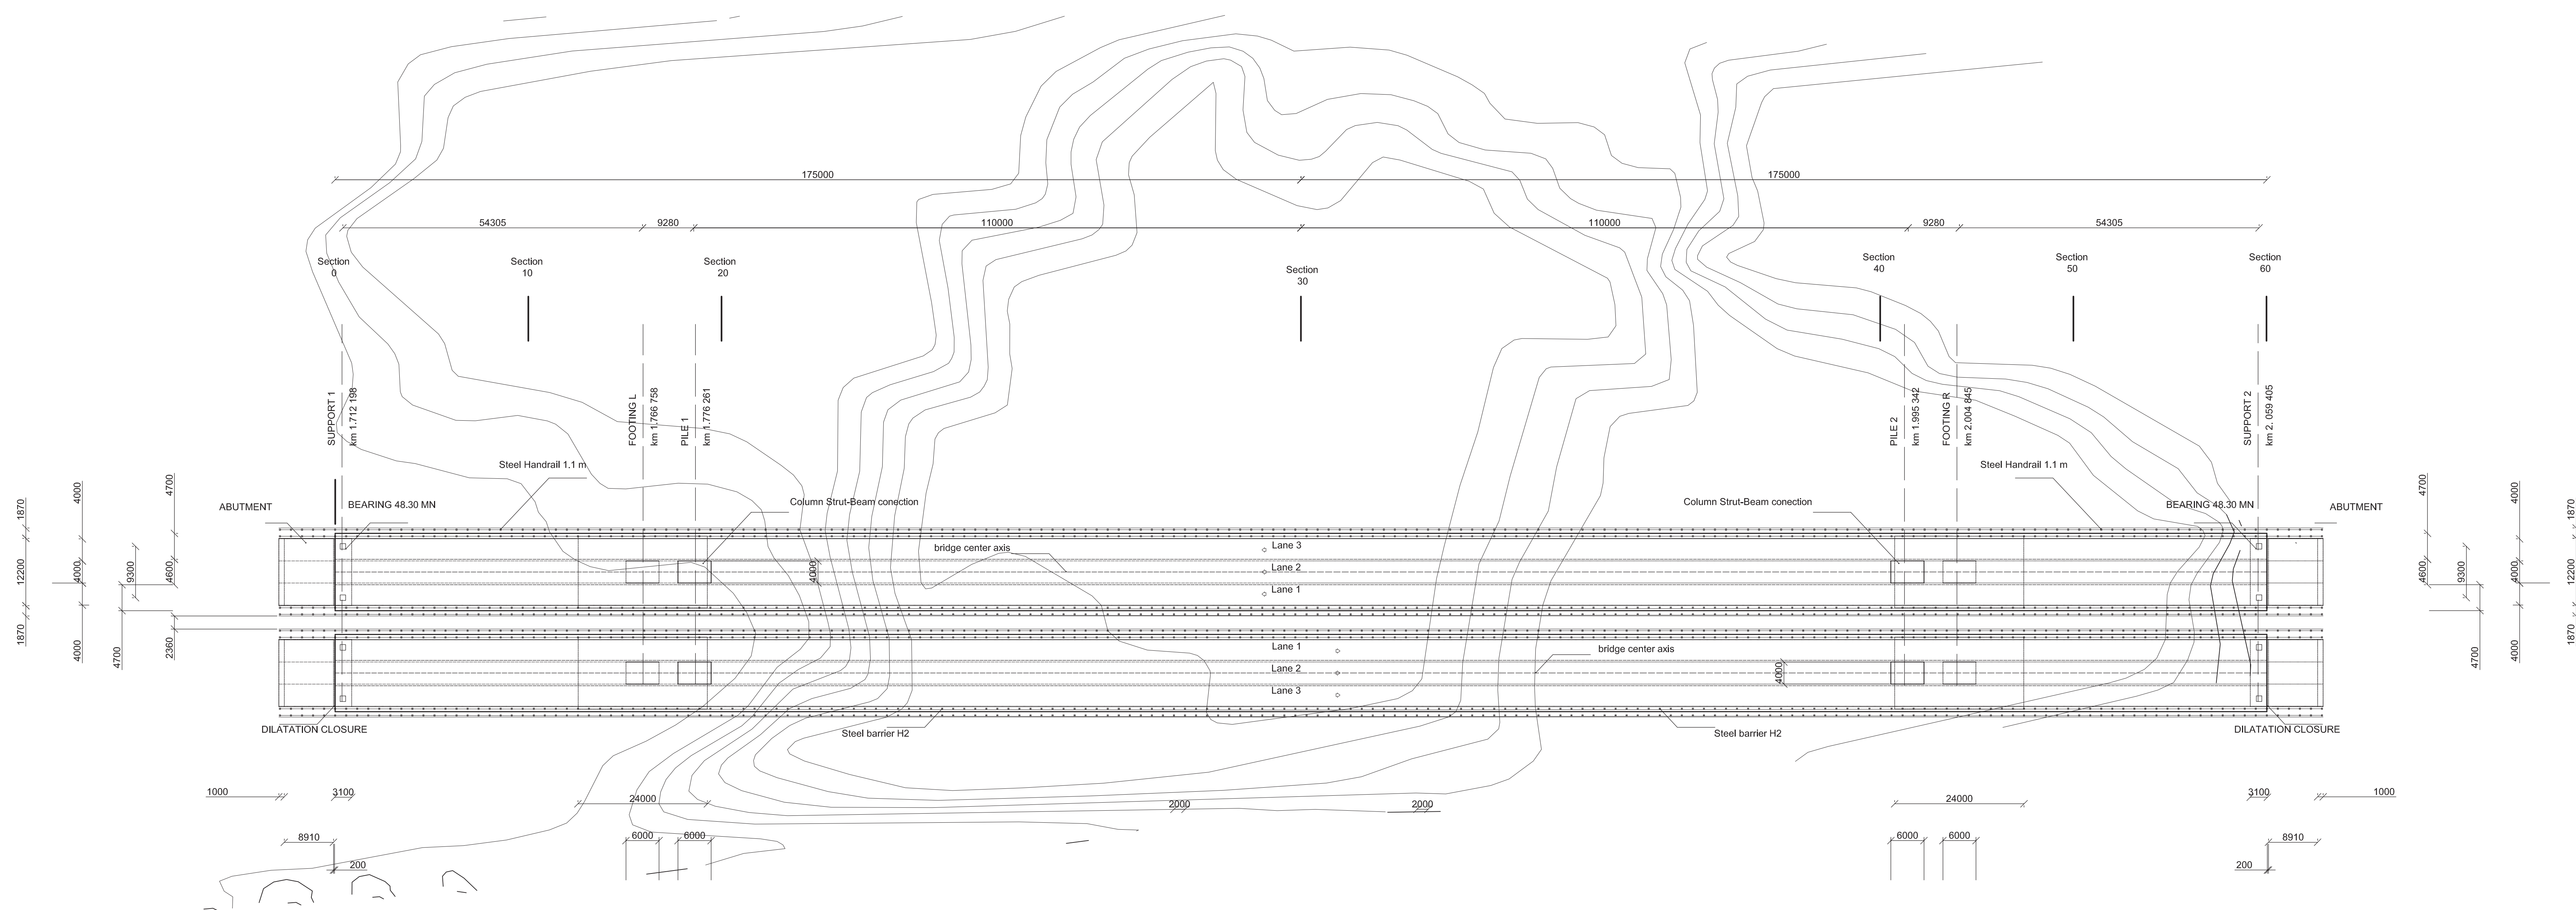 175000
175000
54305
9280
110000
110000
9280
54305
Section
0
Section
10
Section
20
Section
30
Section
40
Section
50
Section
60
SUPPORT 1
km 1.712 198
FOOTING L
km 1.766 758
PILE 1
km 1.776 261
PILE 2
km 1.995 342
FOOTING R
km 2.004 845
SUPPORT 2
km 2. 059 405
Steel Handrail 1.1 m
Steel Handrail 1.1 m
ABUTMENT
BEARING 48.30 MN
Column Strut-Beam conection
Column Strut-Beam conection
BEARING 48.30 MN
ABUTMENT
1870
12200
1870
4000
4000
4000
9300
4700
4700
4600
2360
bridge center axis
4000
Lane 3
Lane 2
Lane 1
Lane 1
Lane 2
Lane 3
bridge center axis
4000
4700
4600
9300
4700
4000
4000
4000
1870
12200
1870
DILATATION CLOSURE
Steel barrier H2
Steel barrier H2
DILATATION CLOSURE
1000
3100
24000
2000
2000
24000
3100
1000
8910
200
6000
6000
6000
6000
8910
200